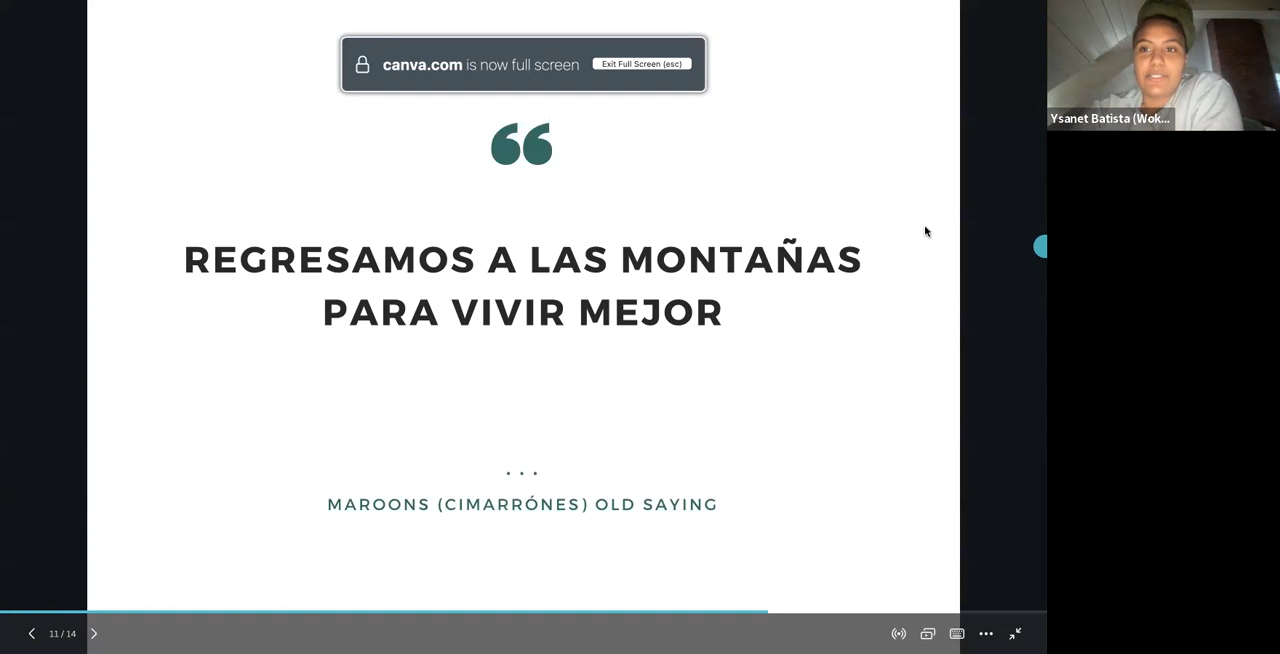 canva.com is now full screen Exit Full Screen (esc)
Ysanet Batista (Wok...
“
REGRESAMOS A LAS MONTAÑAS
PARA VIVIR MEJOR
...
MAROONS (CIMARRÓNES) OLD SAYING
11 / 14